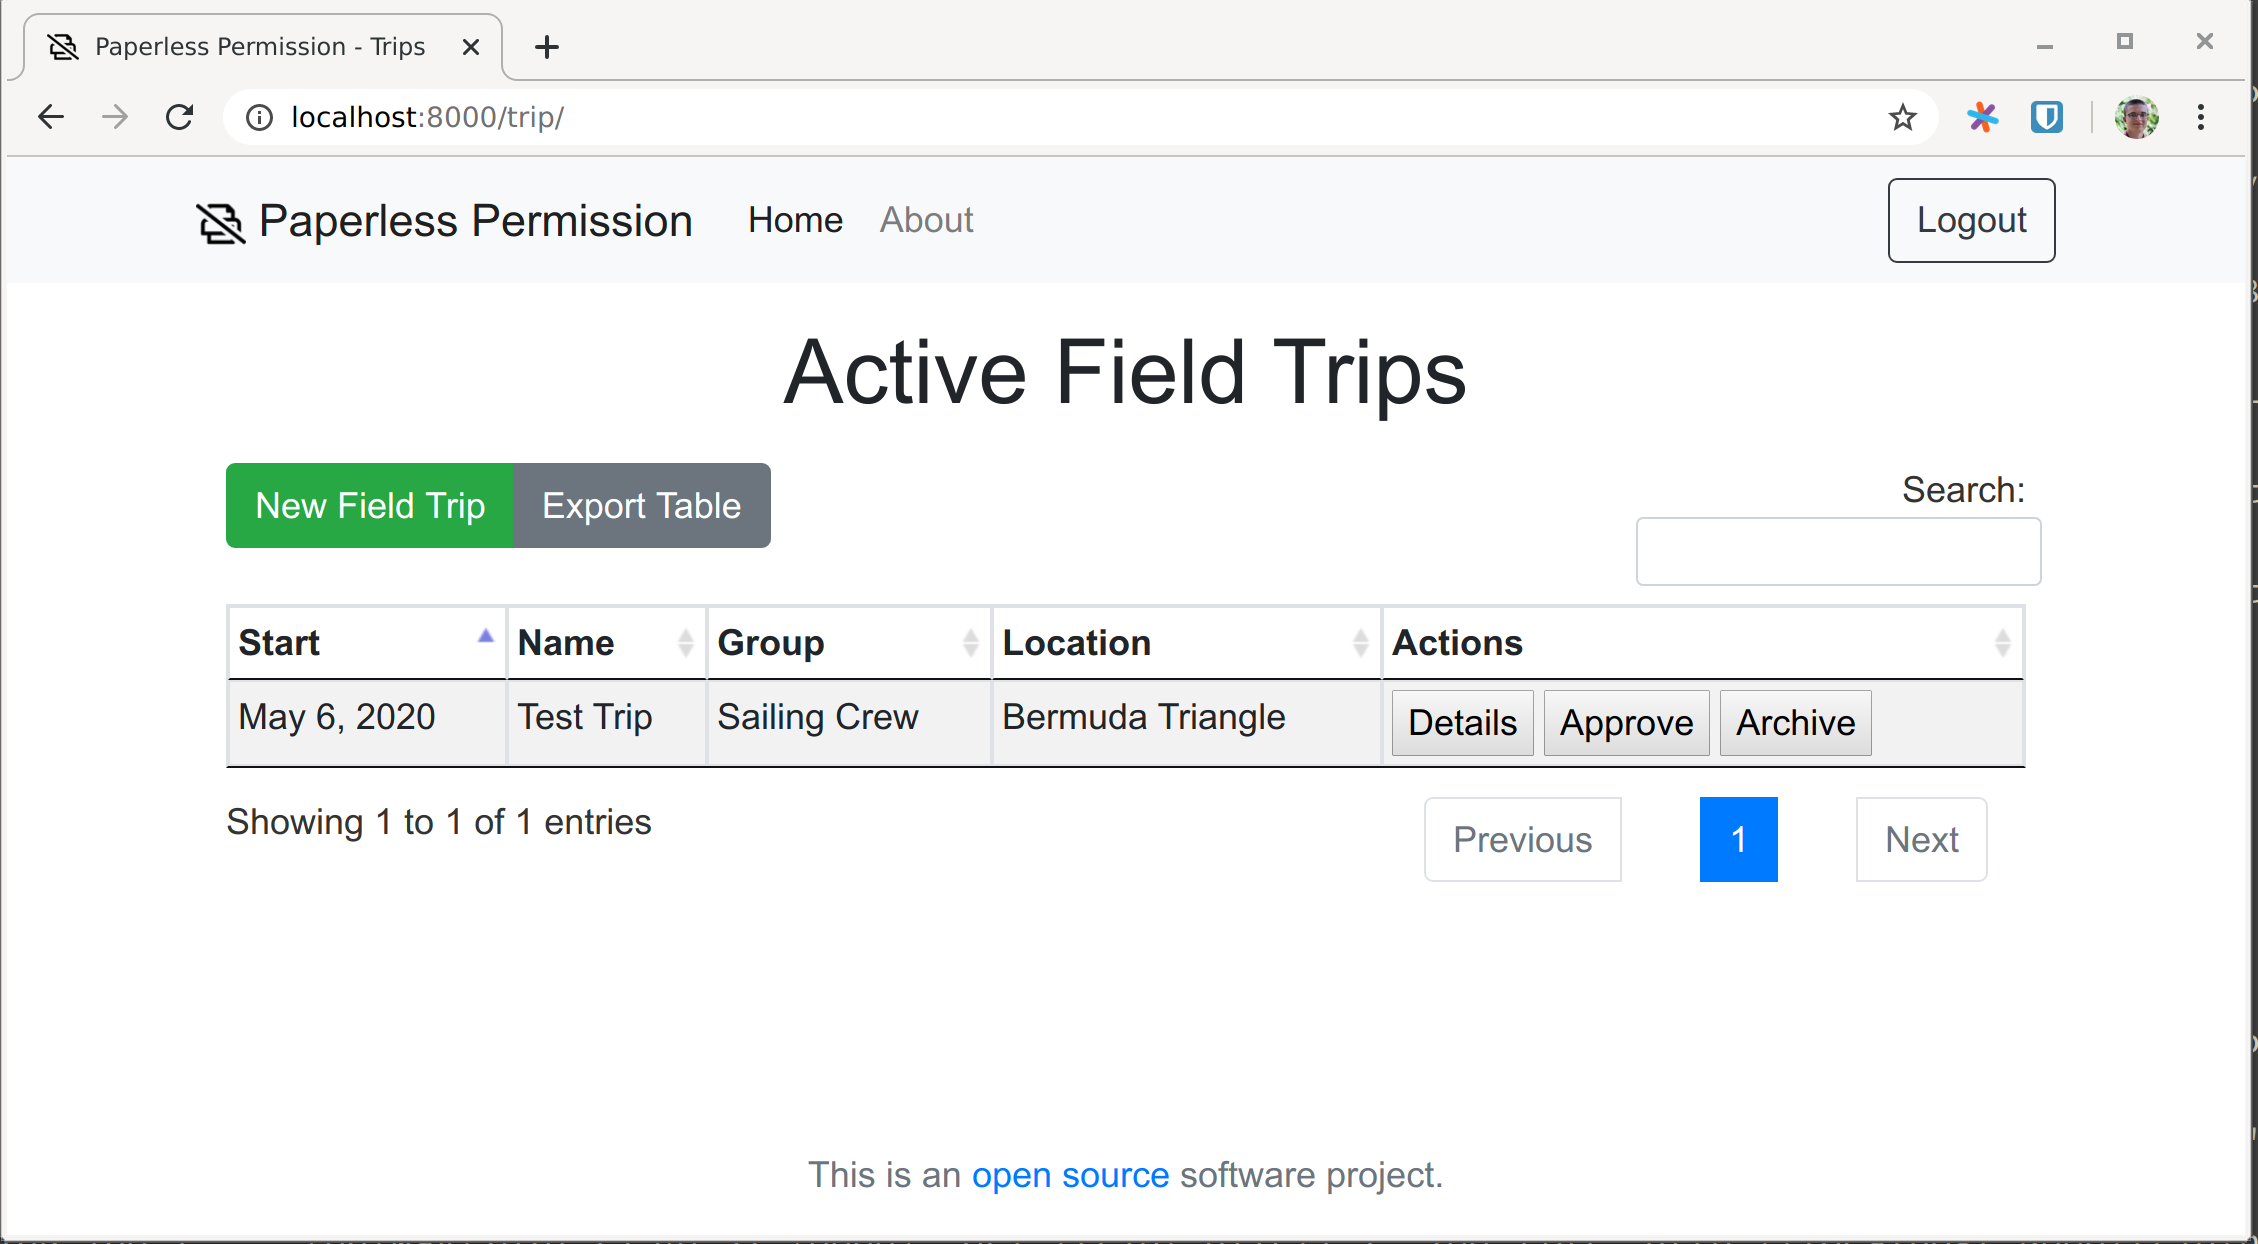 Paperless Permission - Trips
localhost:8000/trip/
Paperless Permission Home About Logout
Active Field Trips
New Field Trip Export Table
Search:
Start Name Group Location Actions
May 6, 2020 Test Trip Sailing Crew Bermuda Triangle Details Approve Archive
Showing 1 to 1 of 1 entries Previous 1 Next
This is an open source software project.